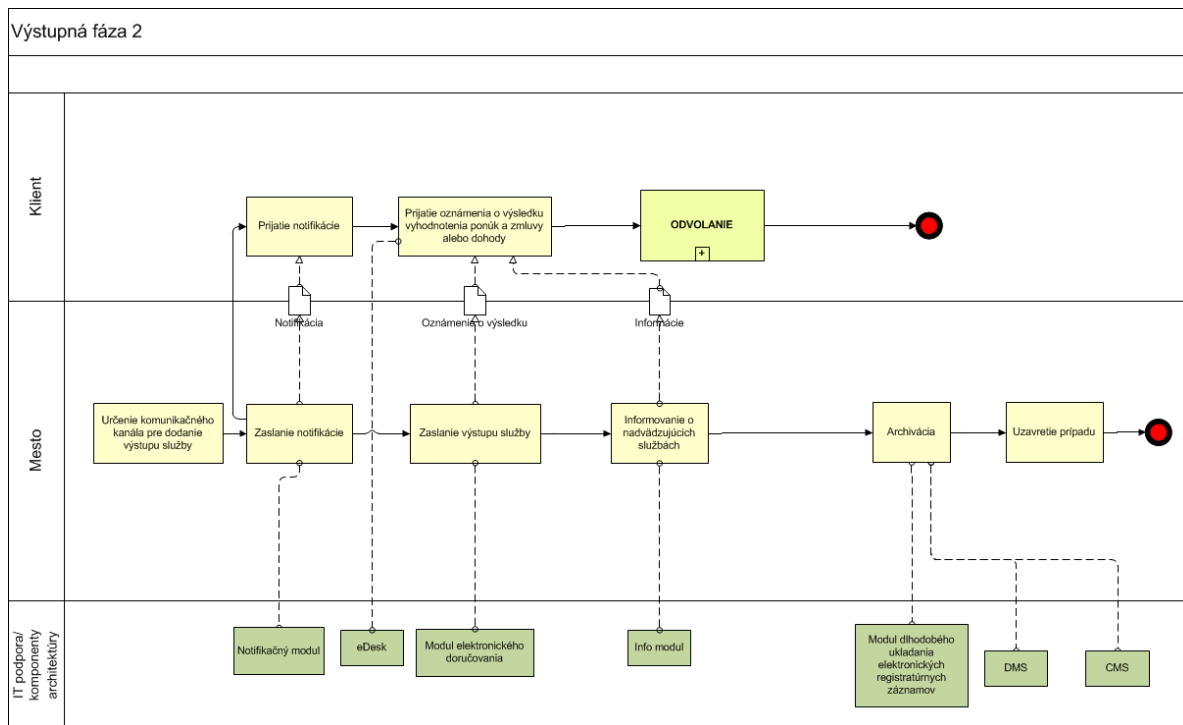 Výstupná fáza 2
Klient
Prijatie notifikácie
Prijatie oznámenia o výsledku
vyhodnotenia ponúk a zmluvy
alebo dohody
ODVOLANIE
Notifikácia
Oznámenie o výsledku
Informácie
Mesto
Určenie komunikačného
kanála pre dodanie
výstupu služby
Zaslanie notifikácie
Zaslanie výstupu služby
Informovanie o
nadvädzujúcich
službách
Archivácia
Uzavretie prípadu
IT podpora/
komponenty
architektúry
Notifikačný modul
eDesk
Modul elektronického
doručovania
Info modul
Modul dlhodobého
ukladania
elektronických
registratúrnych
záznamov
DMS
CMS